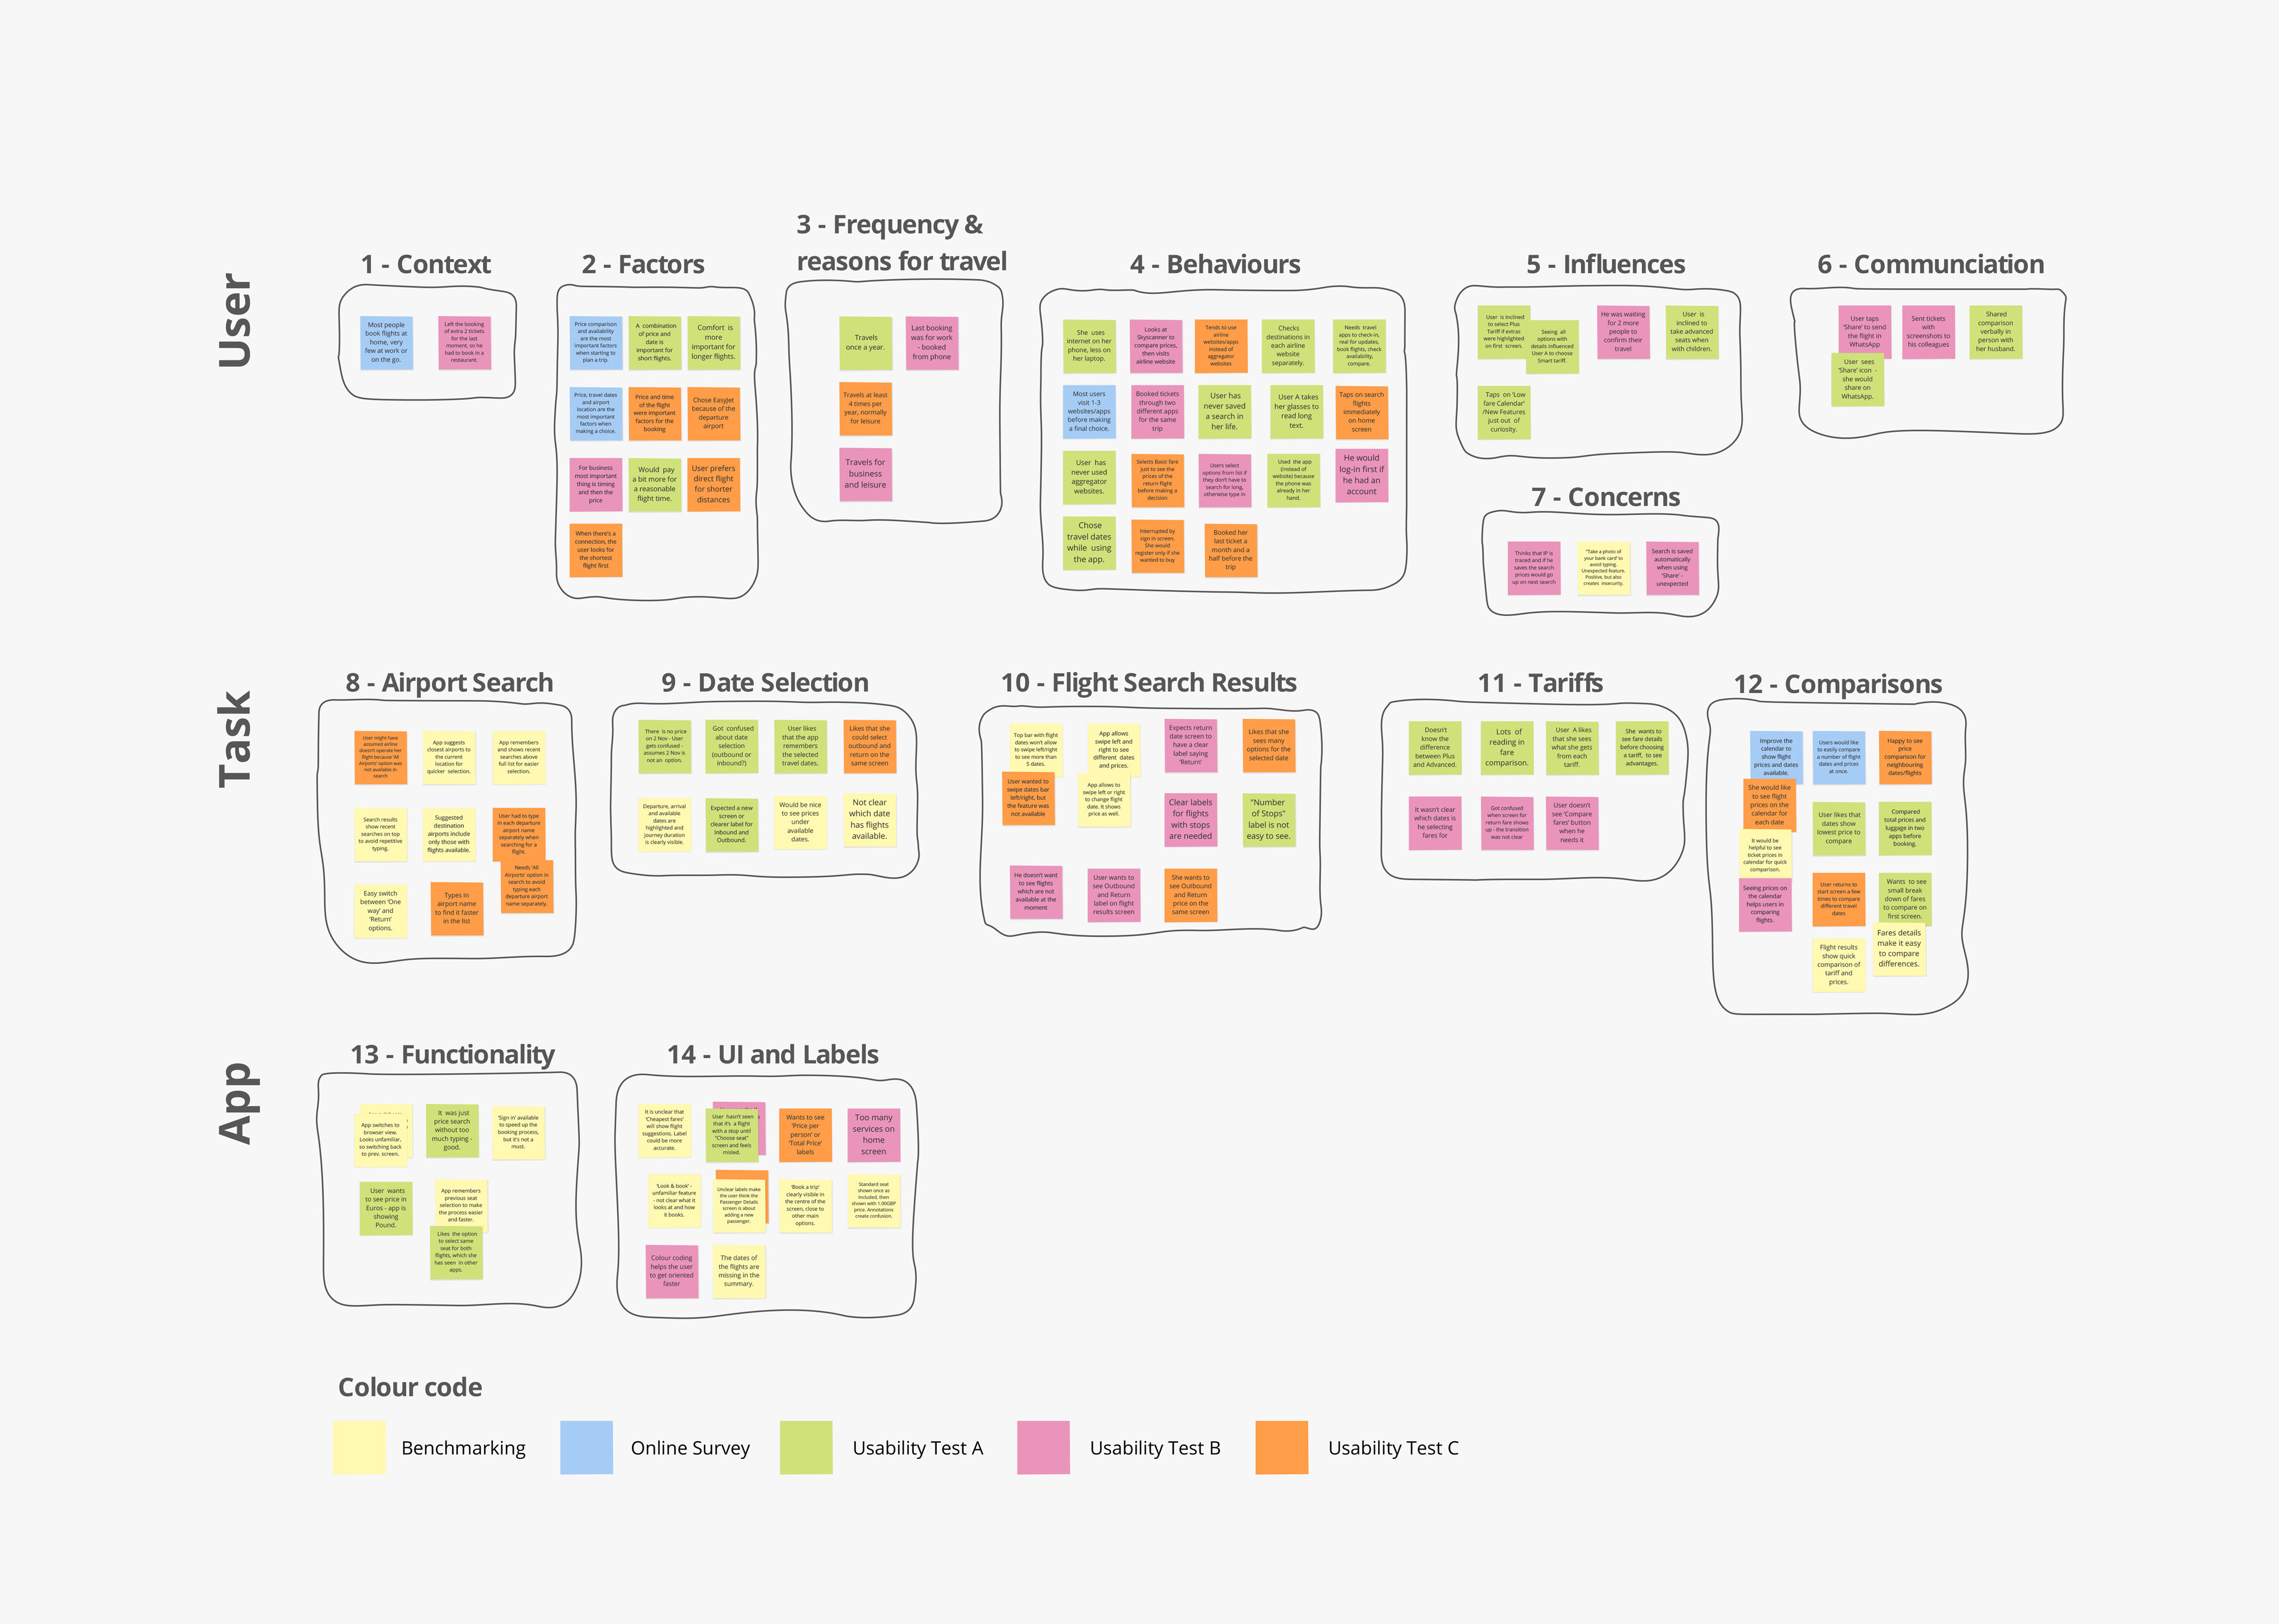 User
1 - Context
Most people
book flights at
home, very
few at work or
on the go.
Left the booking
of extra 2 tickets
for the last
moment, so he
had to book in a
restaurant.
2 - Factors
Price comparison
and availability
are the most
important factors
when starting to
plan a trip.
A combination
of price and
date is
important for
short flights.
Comfort is
more
important for
longer flights.
Price, travel dates
and airport
location are the
most important
factors when
making a choice.
Price and time
of the flight
were important
factors for the
booking
Chose EasyJet
because of the
departure
airport
For business
most important
thing is timing
and then the
price
Would pay
a bit more for
a reasonable
flight time.
User prefers
direct flight
for shorter
distances
When there's a
connection, the
user looks for
the shortest
flight first
3 - Frequency &
reasons for travel
Travels
once a year.
Last booking
was for work
- booked
from phone
Travels at least
4 times per
year, normally
for leisure
Travels for
business
and leisure
4 - Behaviours
She uses
internet on her
phone, less on
her laptop.
Looks at
Skyscanner to
compare prices,
then visits
airline website
Tends to use
airline
websites/apps
instead of
aggregator
websites
Checks
destinations in
each airline
website
separately.
Needs travel
apps to check-in,
real for updates,
book flights, check
availability,
compare.
Most users
visit 1-3
websites/apps
before making
a final choice.
Booked tickets
through two
different apps
for the same
trip
User has
never saved
a search in
her life.
User A takes
her glasses to
read long
text.
Taps on search
flights
immediately
on home
screen
User has
never used
aggregator
websites.
Selects Basic fare
just to see the
prices of the
return flight
before making a
decision
Users select
options from list if
they don't have to
search for long,
otherwise type in
Used the app
(instead of
website) because
the phone was
already in her
hand.
He would
log-in first if
he had an
account
Chose
travel dates
while using
the app.
Interrupted by
sign in screen.
She would
register only if she
wanted to buy
Booked her
last ticket a
month and a
half before the
trip
5 - Influences
User is Inclined
to select Plus
Tariff if extras
were highlighted
on first screen.
Seeing all
options with
details influenced
User A to choose
Smart tariff.
He was waiting
for 2 more
people to
confirm their
travel
User is
inclined to
take advanced
seats when
with children.
Taps on 'Low
fare Calendar'
/New Features
just out of
curiosity.
6 - Communciation
User taps
'Share' to send
the flight in
WhatsApp
Sent tickets
with
screenshots to
his colleagues
Shared
comparison
verbally in
person with
her husband.
User sees
'Share' icon -
she would
share on
WhatsApp.
7 - Concerns
Thinks that IP is
traced and if he
saves the search
prices would go
up on next search
"Take a photo of
your bank card' to
avoid typing.
Unexpected feature.
Positive, but also
creates insecurity.
Search is saved
automatically
when using
'Share' -
unexpected
Task
8 - Airport Search
User might have
assumed airline
doesn't operate her
flight because 'All
Airports' option was
not available in
search
App suggests
closest airports to
the current
location for
quicker selection.
App remembers
and shows recent
searches above
full list for easier
selection.
Search results
show recent
searches on top
to avoid repetitive
typing.
Suggested
destination
airports include
only those with
flights available.
User had to type
in each departure
airport name
separately when
searching for a
flight.
Needs 'All
Airports' option in
search to avoid
typing each
departure airport
name separately.
Easy switch
between 'One
way' and
'Return'
options.
Types in
airport name
to find it faster
in the list
9 - Date Selection
There is no price
on 2 Nov - User
gets confused -
assumes 2 Nov is
not an option.
Got confused
about date
selection
(outbound or
inbound?)
User likes
that the app
remembers
the selected
travel dates.
Likes that she
could select
outbound and
return on the
same screen
Departure, arrival
and available
dates are
highlighted and
journey duration
is clearly visible.
Expected a new
screen or
clearer label for
Inbound and
Outbound.
Would be nice
to see prices
under
available
dates.
Not clear
which date
has flights
available.
10 - Flight Search Results
Top bar with flight
dates won't allow
to swipe left/right
to see more than
5 dates.
App allows
swipe left and
right to see
different dates
and prices.
Expects return
date screen to
have a clear
label saying
'Return'
Likes that she
sees many
options for the
selected date
User wanted to
swipe dates bar
left/right, but
the feature was
not available
App allows to
swipe left or right
to change flight
date. it shows
price as well.
Clear labels
for flights
with stops
are needed
"Number
of Stops"
label is not
easy to see.
He doesn't want
to see flights
which are not
available at the
moment
User wants to
see Outbound
and Return
label on flight
results screen
She wants to
see Outbound
and Return
price on the
same screen
11 - Tariffs
Doesn't
know the
difference
between Plus
and Advanced.
Lots of
reading in
fare
comparison.
User A likes
that she sees
what she gets
from each
tariff.
She wants to
see fare details
before choosing
a tariff, to see
advantages.
It wasn't clear
which dates is
he selecting
fares for
Got confused
when screen for
return fare shows
up - the transition
was not clear
User doesn't
see 'Compare
fares' button
when he
needs it
12 - Comparisons
Improve the
calendar to
show flight
prices and dates
available.
Users would like
to easily compare
a number of flight
dates and prices
at once.
Happy to see
price
comparison for
neighbouring
dates/flights
She would like
to see flight
prices on the
calendar for
each date
User likes that
dates show
lowest price to
compare
Compared
total prices and
luggage in two
apps before
booking.
It would be
helpful to see
ticket prices in
calendar for quick
comparison.
Seeing prices on
the calendar
helps users in
comparing
flights.
User returns to
start screen a few
times to compare
different travel
dates
Wants to see
small break
down of fares
to compare on
first screen.
Flight results
show quick
comparison of
tariff and
prices.
Fares details
make it easy
to compare
differences.
App
13 - Functionality
App switches to
browser view.
Looks unfamiliar,
so switching back
to prev. screen.
It was just
price search
without too
much typing -
good.
'Sign in' available
to speed up the
booking process,
but it's not a
must.
User wants
to see price in
Euros - app is
showing
Pound.
App remembers
previous seat
selection to make
the process easier
and faster.
Likes the option
to select same
seat for both
flights, which she
has seen in other
apps.
14 - UI and Labels
It is unclear that
'Cheapest fares'
will show flight
suggestions. Label
could be more
accurate.
User hasn't seen
that it's a flight
with a stop until
"Choose seat"
screen and feels
misled.
Wants to see
'Price per
person' or
'Total Price'
labels
Too many
services on
home
screen
'Look & book' -
unfamiliar feature
- not clear what it
looks at and how
it books.
Unclear labels make
the user think the
Passenger Details
screen is about
adding a new
passenger.
'Book a trip'
clearly visible in
the centre of the
screen, close to
other main
options.
Standard seat
shown once as
included, then
shown with 1.00GBP
price. Annotations
create confusion.
Colour coding
helps the user
to get oriented
faster
The dates of
the flights are
missing in the
summary.
Colour code
Benchmarking
Online Survey
Usability Test A
Usability Test B
Usability Test C